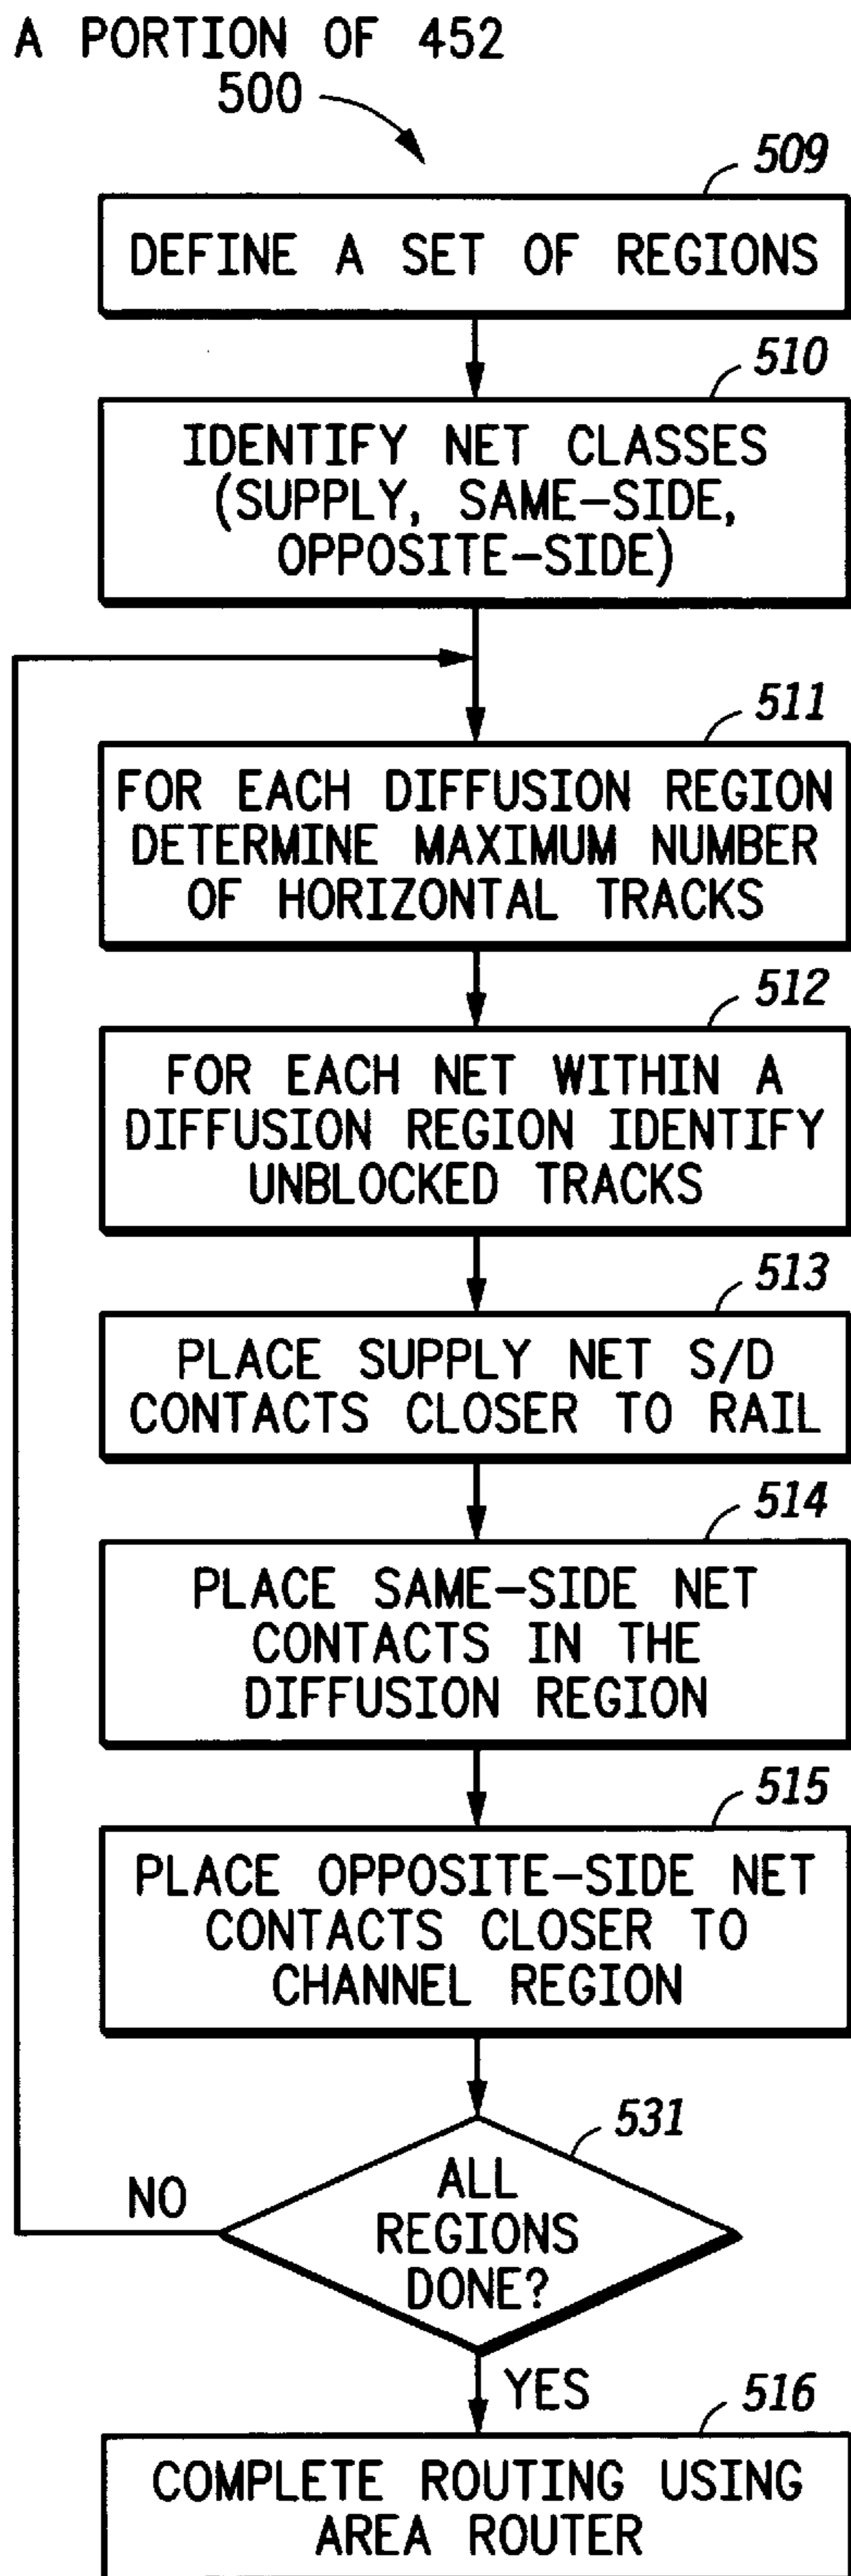 A PORTION OF 452
500
509
DEFINE A SET OF REGIONS
510
IDENTIFY NET CLASSES
(SUPPLY, SAME-SIDE,
OPPOSITE-SIDE)
511
FOR EACH DIFFUSION REGION
DETERMINE MAXIMUM NUMBER
OF HORIZONTAL TRACKS
512
FOR EACH NET WITHIN A
DIFFUSION REGION IDENTIFY
UNBLOCKED TRACKS
513
PLACE SUPPLY NET S/D
CONTACTS CLOSER TO RAIL
514
PLACE SAME-SIDE NET
CONTACTS IN THE
DIFFUSION REGION
515
PLACE OPPOSITE-SIDE NET
CONTACTS CLOSER TO
CHANNEL REGION
531
ALL
REGIONS
DONE?
NO
YES
516
COMPLETE ROUTING USING
AREA ROUTER